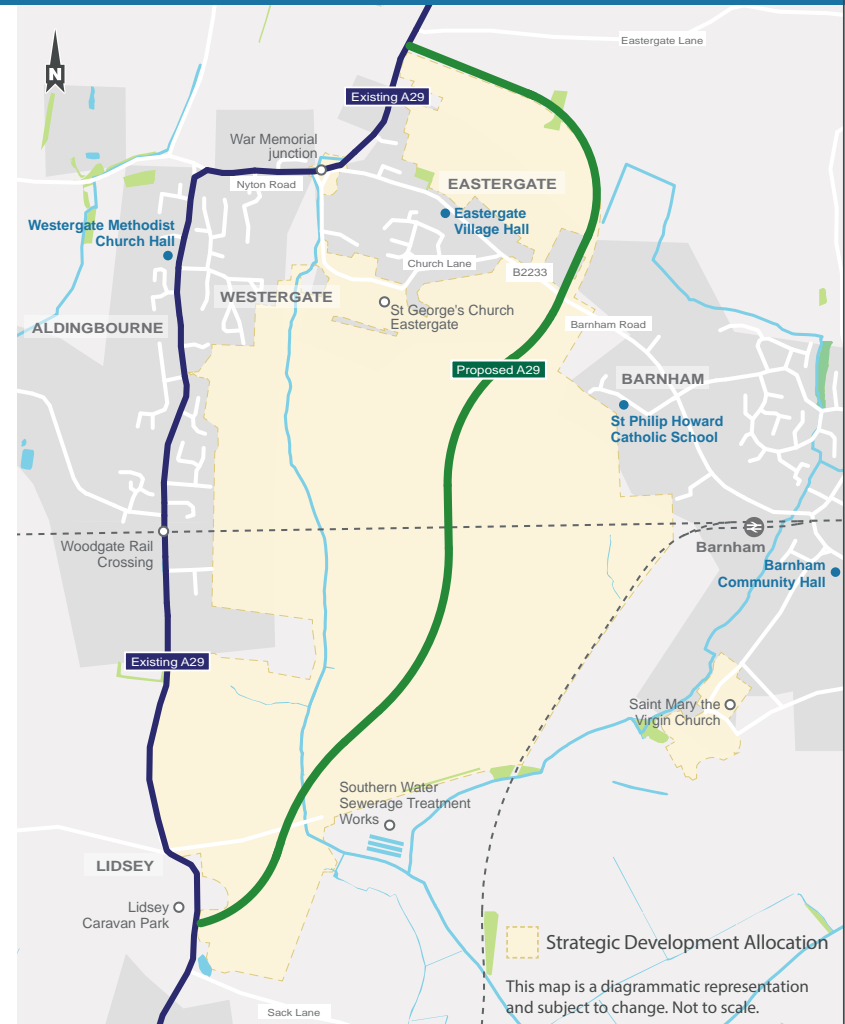 N
Eastergate Lane
Existing A29
War Memorial
junction
Nyton Road
EASTERGATE
Westergate Methodist
Church Hall
Eastergate
Village Hall
Church Lane
B2233
WESTERGATE
St George's Church
Eastergate
ALDINGBOURNE
Barnham Road
Proposed A29
BARNHAM
St Philip Howard
Catholic School
Woodgate Rail
Crossing
Barnham
Barnham
Community Hall
Existing A29
Saint Mary the
Virgin Church
Southern Water
Sewerage Treatment
Works
LIDSEY
Lidsey
Caravan Park
Strategic Development Allocation
This map is a diagrammatic representation
and subject to change. Not to scale.
Sack Lane